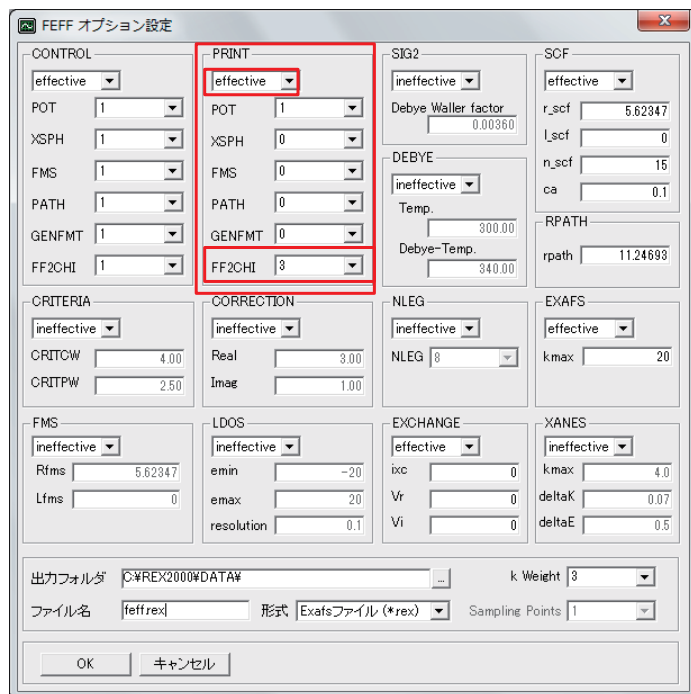 FEFF オプション設定
CONTROL
effective
POT 1
XSPH 1
FMS 1
PATH 1
GENFMT 1
FF2CHI 1
PRINT
effective
POT 1
XSPH 0
FMS 0
PATH 0
GENFMT 0
FF2CHI 3
SIG2
ineffective
Debye Waller factor
0.00360
DEBYE
ineffective
Temp.
300.00
Debye-Temp.
340.00
SCF
effective
r_scf 5.62347
l_scf 0
n_scf 15
ca 0.1
RPATH
rpath 11.24693
CRITERIA
ineffective
CRITCW 4.00
CRITPW 2.50
CORRECTION
ineffective
Real 3.00
Imag 1.00
NLEG
ineffective
NLEG 8
EXAFS
effective
kmax 20
FMS
ineffective
Rfms 5.62347
Lfms 0
LDOS
ineffective
emin -20
emax 20
resolution 0.1
EXCHANGE
effective
ixc 0
Vr 0
Vi 0
XANES
ineffective
kmax 4.0
deltaK 0.07
deltaE 0.5
出力フォルダ C:¥REX2000¥DATA¥ ... k Weight 3
ファイル名 feff.rex 形式 Exafsファイル (*rex) Sampling Points 1
OK キャンセル